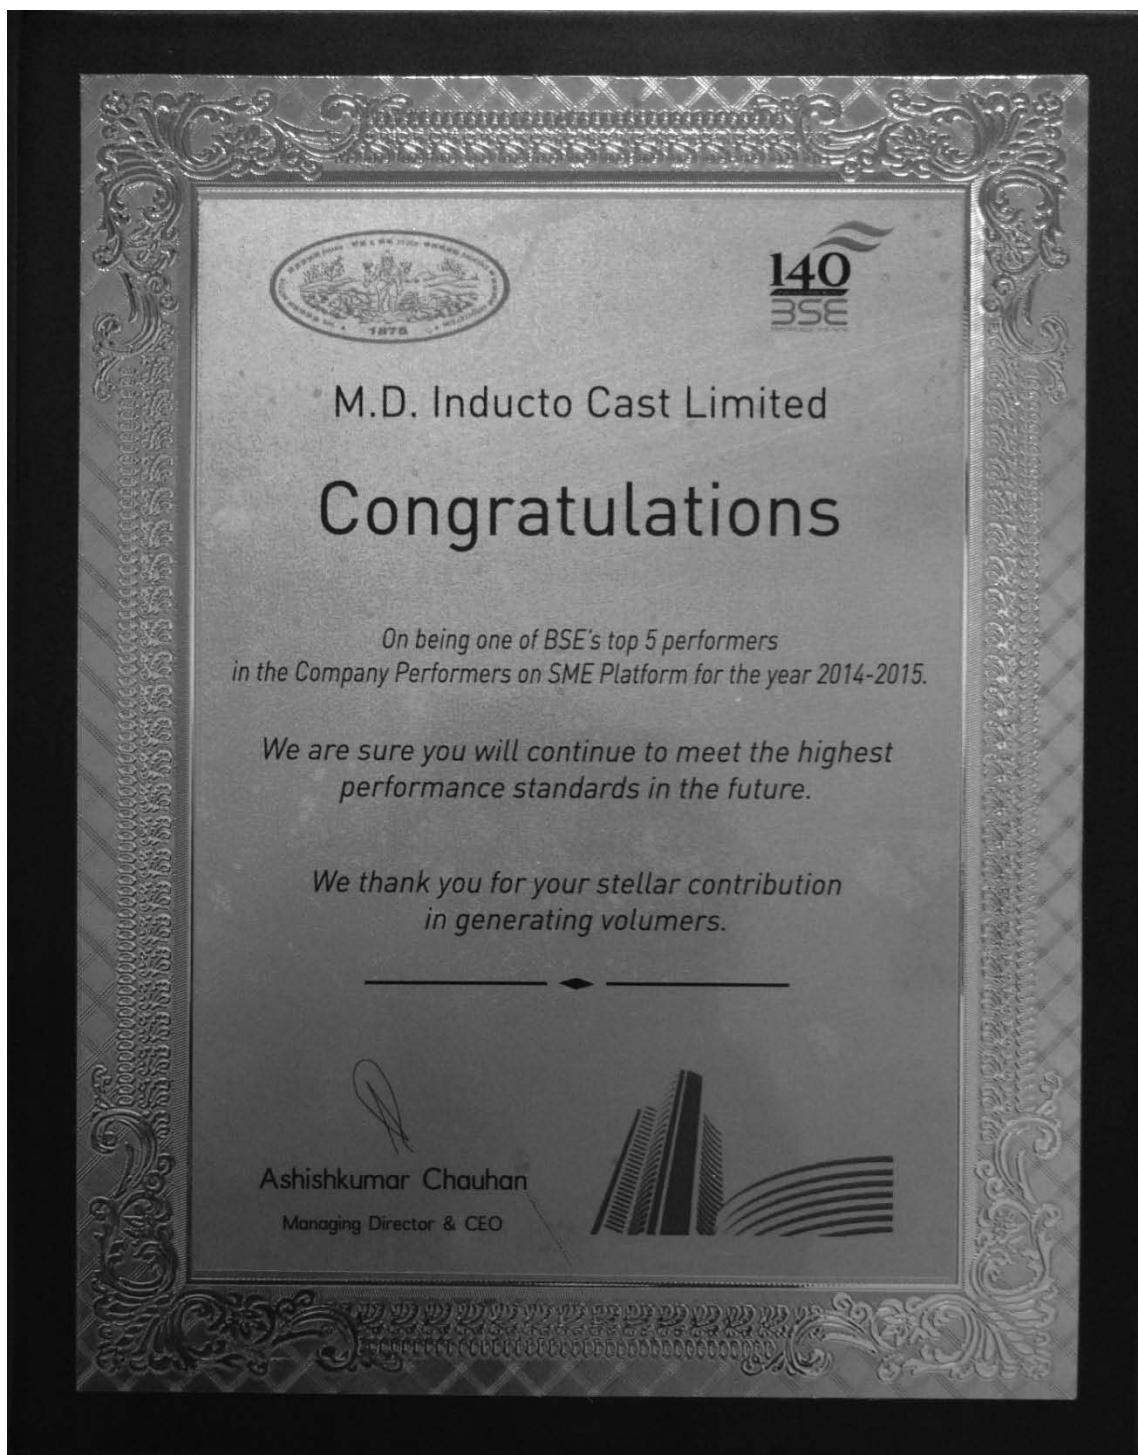 1875
140
BSE
M.D. Inducto Cast Limited
Congratulations
On being one of BSE's top 5 performers
in the Company Performers on SME Platform for the year 2014-2015.
We are sure you will continue to meet the highest
performance standards in the future.
We thank you for your stellar contribution
in generating volumers.
Ashishkumar Chauhan
Managing Director & CEO